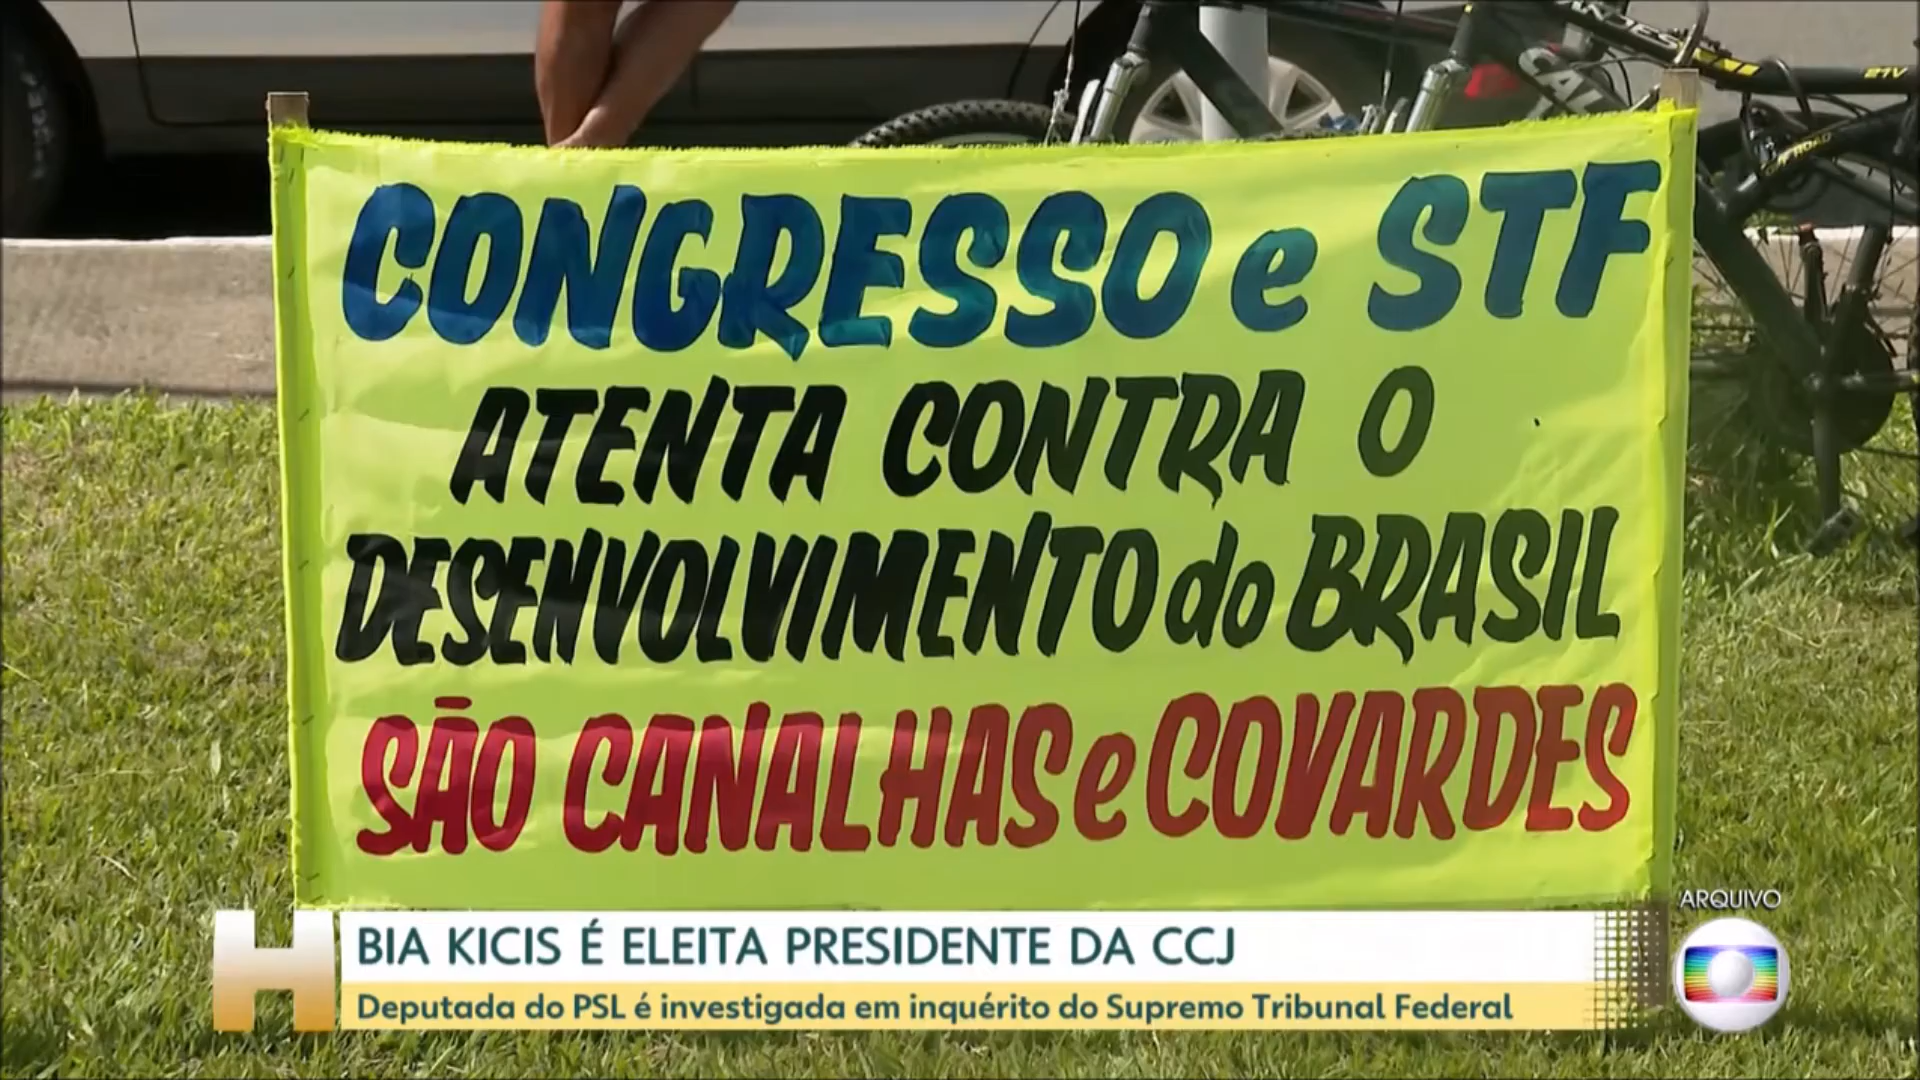 CONGRESSO e STF
ATENTA CONTRA O
DESENVOLVIMENTO do BRASIL
SÃO CANALHAS e COVARDES
ARQUIVO
H
BIA KICIS É ELEITA PRESIDENTE DA CCJ
Deputada do PSL é investigada em inquérito do Supremo Tribunal Federal